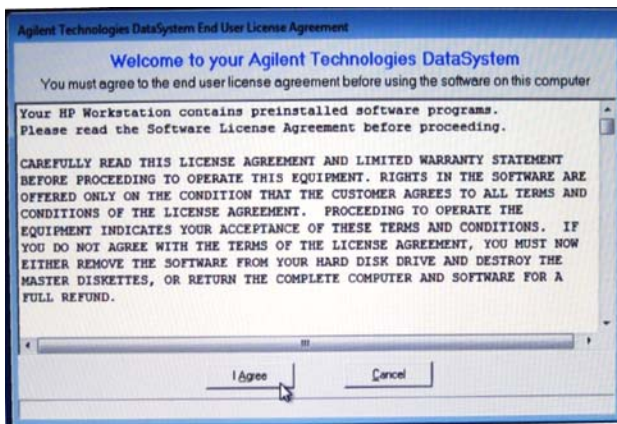 Agilent Technologies DataSystem End User License Agreement
Welcome to your Agilent Technologies DataSystem
You must agree to the end user license agreement before using the software on this computer
Your HP Workstation contains preinstalled software programs.
Please read the Software License Agreement before proceeding.
CAREFULLY READ THIS LICENSE AGREEMENT AND LIMITED WARRANTY STATEMENT
BEFORE PROCEEDING TO OPERATE THIS EQUIPMENT. RIGHTS IN THE SOFTWARE ARE
OFFERED ONLY ON THE CONDITION THAT THE CUSTOMER AGREES TO ALL TERMS AND
CONDITIONS OF THE LICENSE AGREEMENT. PROCEEDING TO OPERATE THE
EQUIPMENT INDICATES YOUR ACCEPTANCE OF THESE TERMS AND CONDITIONS. IF
YOU DO NOT AGREE WITH THE TERMS OF THE LICENSE AGREEMENT, YOU MUST NOW
EITHER REMOVE THE SOFTWARE FROM YOUR HARD DISK DRIVE AND DESTROY THE
MASTER DISKETTES, OR RETURN THE COMPLETE COMPUTER AND SOFTWARE FOR A
FULL REFUND.
I Agree
Cancel